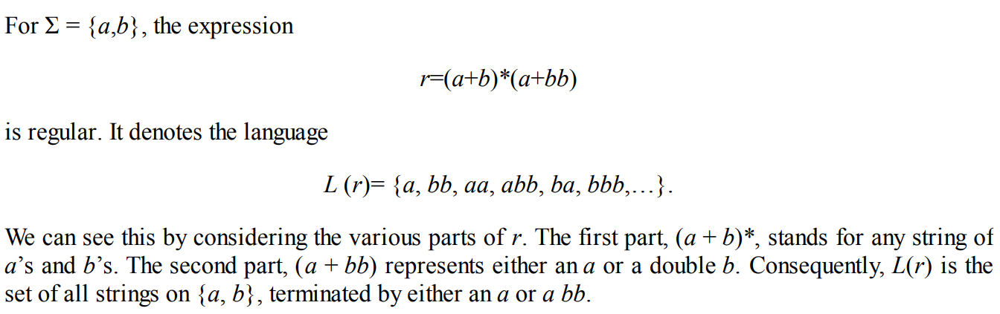 For Σ = {a,b}, the expression
r=(a+b)*(a+bb)
is regular. It denotes the language
L (r)= {a, bb, aa, abb, ba, bbb,…}.
We can see this by considering the various parts of r. The first part, (a + b)*, stands for any string of
a’s and b’s. The second part, (a + bb) represents either an a or a double b. Consequently, L(r) is the
set of all strings on {a, b}, terminated by either an a or a bb.